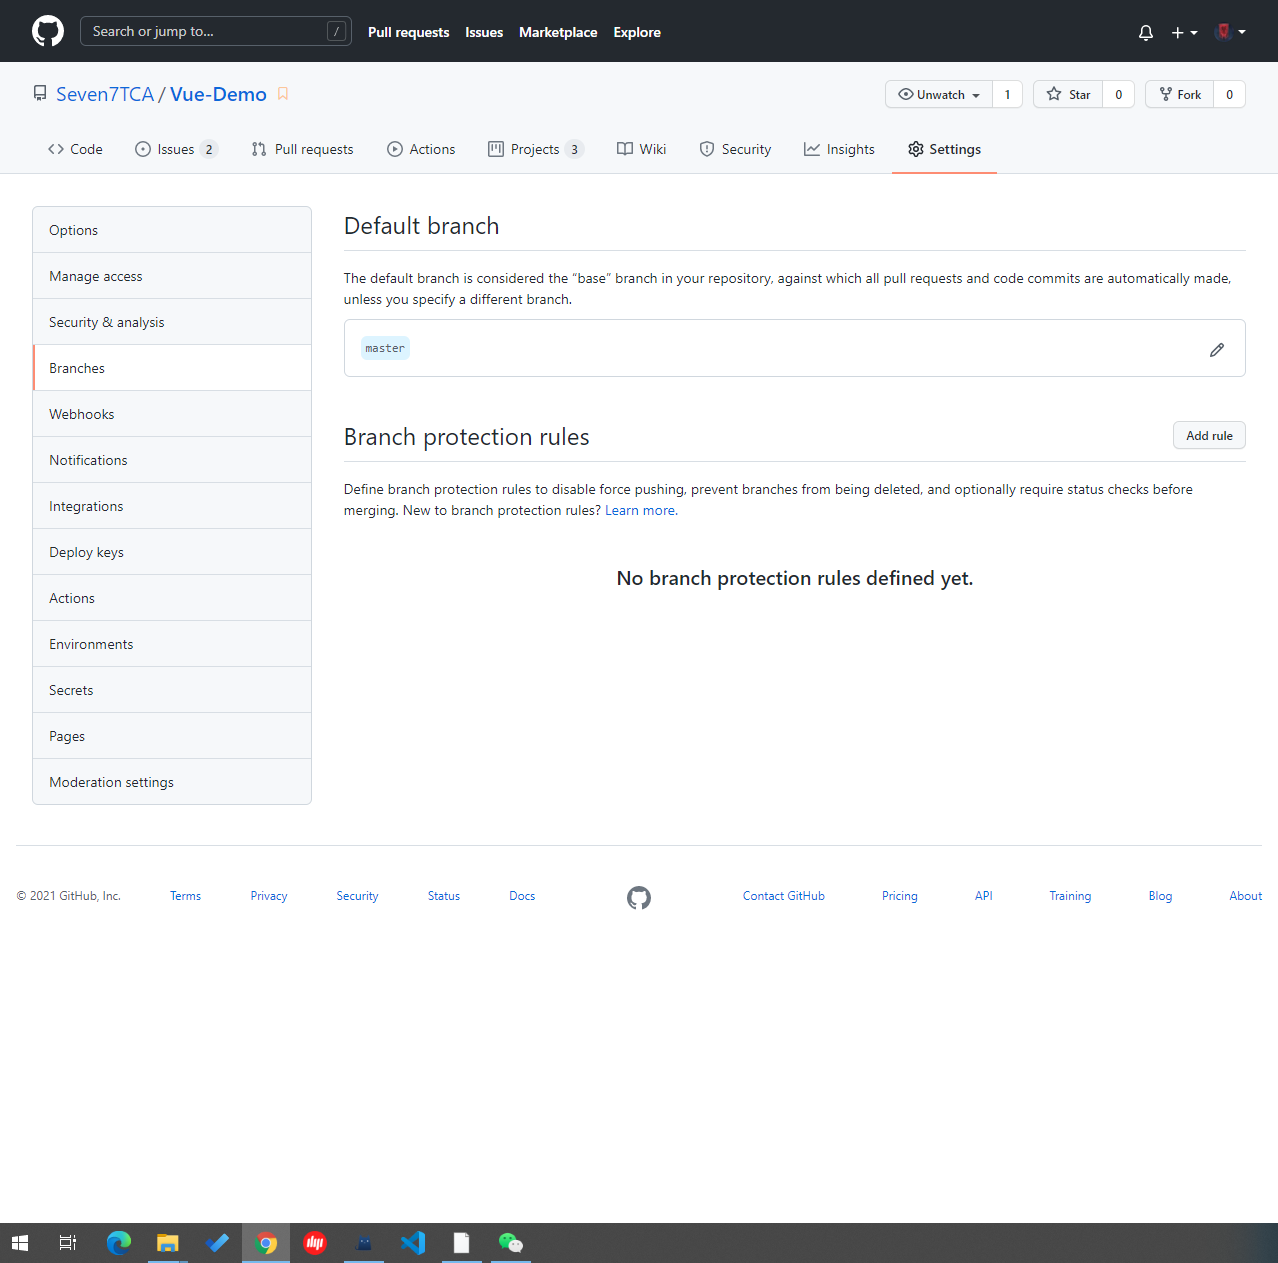 Search or jump to... /
Pull requests Issues Marketplace Explore
Seven7TCA / Vue-Demo
Unwatch 1 Star 0 Fork 0
Code Issues 2 Pull requests Actions Projects 3 Wiki Security Insights Settings
Options
Manage access
Security & analysis
Branches
Webhooks
Notifications
Integrations
Deploy keys
Actions
Environments
Secrets
Pages
Moderation settings
Default branch
The default branch is considered the “base” branch in your repository, against which all pull requests and code commits are automatically made,
unless you specify a different branch.
master
Branch protection rules
Add rule
Define branch protection rules to disable force pushing, prevent branches from being deleted, and optionally require status checks before
merging. New to branch protection rules? Learn more.
No branch protection rules defined yet.
© 2021 GitHub, Inc. Terms Privacy Security Status Docs Contact GitHub Pricing API Training Blog About